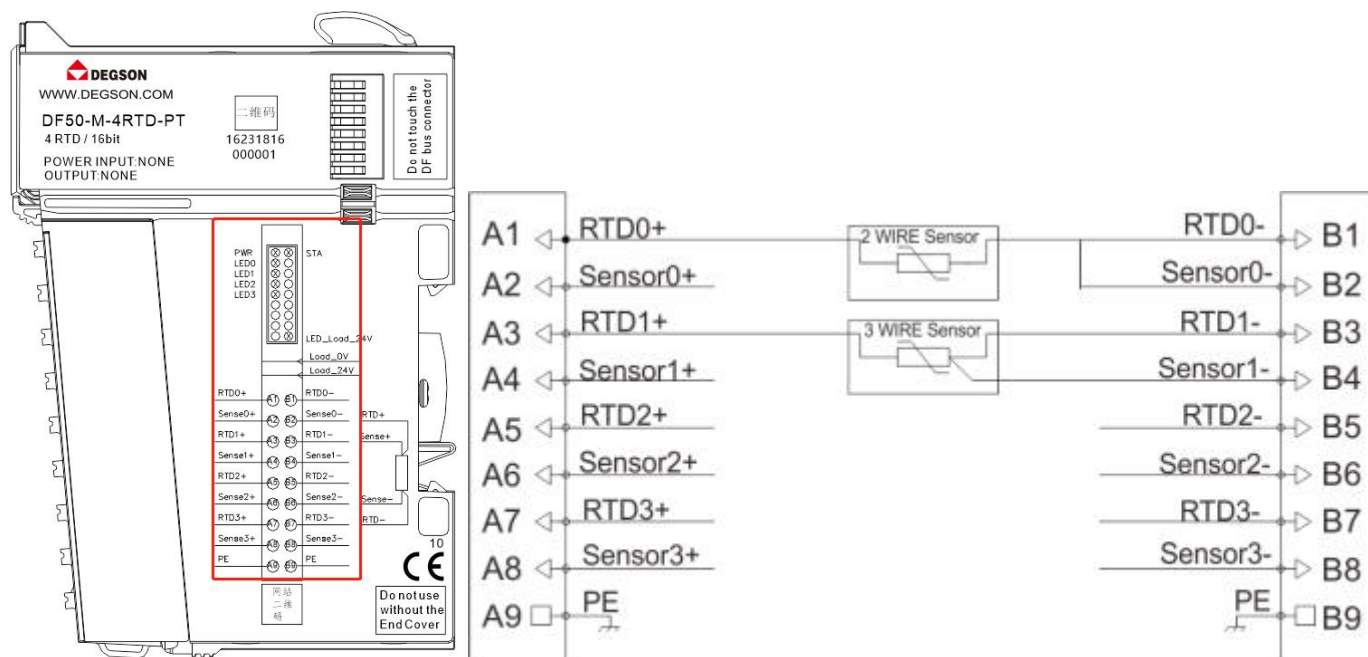 DEGSON
WWW.DEGSON.COM
DF50-M-4RTD-PT
4 RTD / 16bit
POWER INPUT:NONE
OUTPUT:NONE
二维码
16231816
000001
Do not touch the
DF bus connector
PWR STA
LED0
LED1
LED2
LED3
LED_Load_24V
Load_0V
Load_24V
RTD0+ A1 B1 RTD0-
Sense0+ A2 B2 Sense0- RTD+
RTD1+ A3 B3 RTD1- Sense+
Sense1+ A4 B4 Sense1-
RTD2+ A5 B5 RTD2-
Sense2+ A6 B6 Sense2- Sense-
RTD3+ A7 B7 RTD3- RTD-
Sense3+ A8 B8 Sense3-
PE A9 B9 PE
10
CE
网站
二维
码
Do not use
without the
End Cover
A1 RTD0+ 2 WIRE Sensor RTD0- B1
A2 Sensor0+ Sensor0- B2
A3 RTD1+ 3 WIRE Sensor RTD1- B3
A4 Sensor1+ Sensor1- B4
A5 RTD2+ RTD2- B5
A6 Sensor2+ Sensor2- B6
A7 RTD3+ RTD3- B7
A8 Sensor3+ Sensor3- B8
A9 PE PE B9